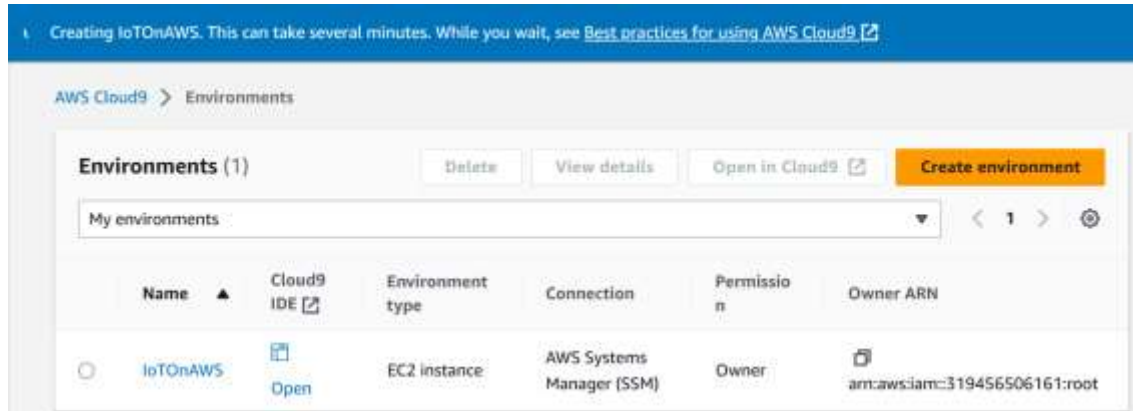 Creating IoTOnAWS. This can take several minutes. While you wait, see Best practices for using AWS Cloud9
AWS Cloud9 > Environments
Environments (1)
Delete
View details
Open in Cloud9
Create environment
My environments
< 1 >
Name
Cloud9
IDE
Environment
type
Connection
Permissio
n
Owner ARN
IoTOnAWS
Open
EC2 instance
AWS Systems
Manager (SSM)
Owner
arn:aws:iam::319456506161:root